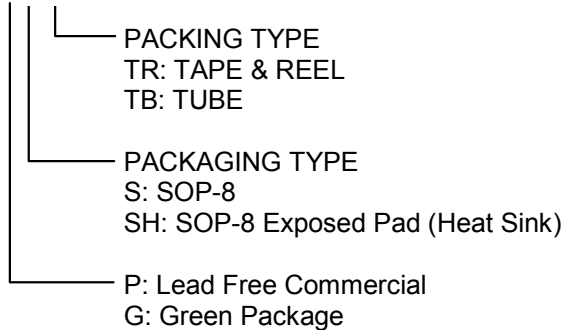 PACKING TYPE
TR: TAPE & REEL
TB: TUBE
PACKAGING TYPE
S: SOP-8
SH: SOP-8 Exposed Pad (Heat Sink)
P: Lead Free Commercial
G: Green Package